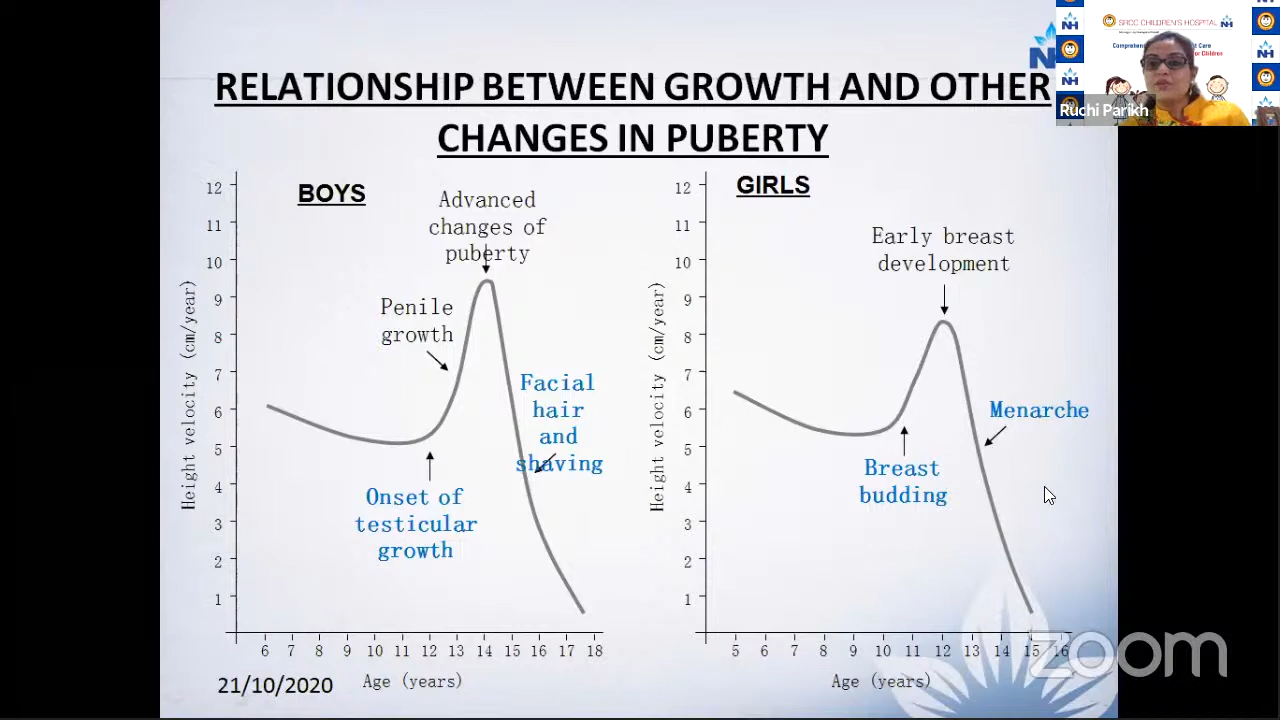 RELATIONSHIP BETWEEN GROWTH AND OTHER
CHANGES IN PUBERTY
BOYS
12
11
10
9
8
7
6
5
4
3
2
1
Height velocity (cm/year)
Advanced
changes of
puberty
Penile
growth
Facial
hair
and
shaving
Onset of
testicular
growth
6 7 8 9 10 11 12 13 14 15 16 17 18
Age (years)
21/10/2020
GIRLS
12
11
10
9
8
7
6
5
4
3
2
1
Height velocity (cm/year)
Early breast
development
Menarche
Breast
budding
5 6 7 8 9 10 11 12 13 14 15 16
Age (years)
SRCC CHILDREN'S HOSPITAL NH
NH
NH
NH
Ruchi Parikh
zoom